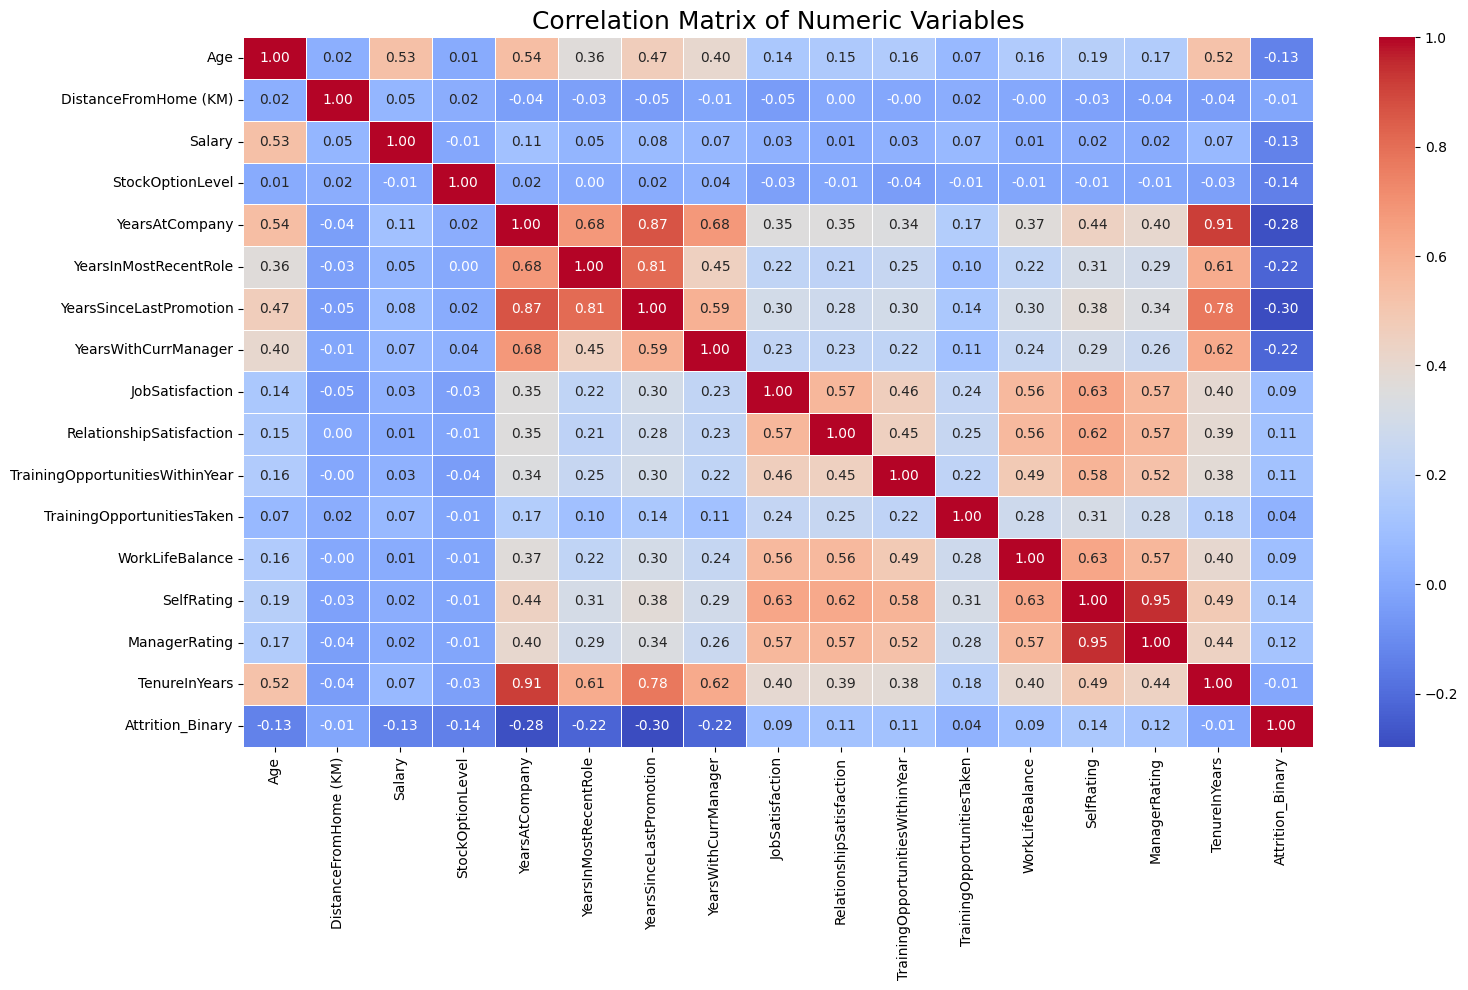 Correlation Matrix of Numeric Variables
Age 1.00 0.02 0.53 0.01 0.54 0.36 0.47 0.40 0.14 0.15 0.16 0.07 0.16 0.19 0.17 0.52 -0.13
DistanceFromHome (KM) 0.02 1.00 0.05 0.02 -0.04 -0.03 -0.05 -0.01 -0.05 0.00 -0.00 0.02 -0.00 -0.03 -0.04 -0.04 -0.01
Salary 0.53 0.05 1.00 -0.01 0.11 0.05 0.08 0.07 0.03 0.01 0.03 0.07 0.01 0.02 0.02 0.07 -0.13
StockOptionLevel 0.01 0.02 -0.01 1.00 0.02 0.00 0.02 0.04 -0.03 -0.01 -0.04 -0.01 -0.01 -0.01 -0.01 -0.03 -0.14
YearsAtCompany 0.54 -0.04 0.11 0.02 1.00 0.68 0.87 0.68 0.35 0.35 0.34 0.17 0.37 0.44 0.40 0.91 -0.28
YearsInMostRecentRole 0.36 -0.03 0.05 0.00 0.68 1.00 0.81 0.45 0.22 0.21 0.25 0.10 0.22 0.31 0.29 0.61 -0.22
YearsSinceLastPromotion 0.47 -0.05 0.08 0.02 0.87 0.81 1.00 0.59 0.30 0.28 0.30 0.14 0.30 0.38 0.34 0.78 -0.30
YearsWithCurrManager 0.40 -0.01 0.07 0.04 0.68 0.45 0.59 1.00 0.23 0.23 0.22 0.11 0.24 0.29 0.26 0.62 -0.22
JobSatisfaction 0.14 -0.05 0.03 -0.03 0.35 0.22 0.30 0.23 1.00 0.57 0.46 0.24 0.56 0.63 0.57 0.40 0.09
RelationshipSatisfaction 0.15 0.00 0.01 -0.01 0.35 0.21 0.28 0.23 0.57 1.00 0.45 0.25 0.56 0.62 0.57 0.39 0.11
TrainingOpportunitiesWithinYear 0.16 -0.00 0.03 -0.04 0.34 0.25 0.30 0.22 0.46 0.45 1.00 0.22 0.49 0.58 0.52 0.38 0.11
TrainingOpportunitiesTaken 0.07 0.02 0.07 -0.01 0.17 0.10 0.14 0.11 0.24 0.25 0.22 1.00 0.28 0.31 0.28 0.18 0.04
WorkLifeBalance 0.16 -0.00 0.01 -0.01 0.37 0.22 0.30 0.24 0.56 0.56 0.49 0.28 1.00 0.63 0.57 0.40 0.09
SelfRating 0.19 -0.03 0.02 -0.01 0.44 0.31 0.38 0.29 0.63 0.62 0.58 0.31 0.63 1.00 0.95 0.49 0.14
ManagerRating 0.17 -0.04 0.02 -0.01 0.40 0.29 0.34 0.26 0.57 0.57 0.52 0.28 0.57 0.95 1.00 0.44 0.12
TenureInYears 0.52 -0.04 0.07 -0.03 0.91 0.61 0.78 0.62 0.40 0.39 0.38 0.18 0.40 0.49 0.44 1.00 -0.01
Attrition_Binary -0.13 -0.01 -0.13 -0.14 -0.28 -0.22 -0.30 -0.22 0.09 0.11 0.11 0.04 0.09 0.14 0.12 -0.01 1.00
Age
DistanceFromHome (KM)
Salary
StockOptionLevel
YearsAtCompany
YearsInMostRecentRole
YearsSinceLastPromotion
YearsWithCurrManager
JobSatisfaction
RelationshipSatisfaction
TrainingOpportunitiesWithinYear
TrainingOpportunitiesTaken
WorkLifeBalance
SelfRating
ManagerRating
TenureInYears
Attrition_Binary
1.0
0.8
0.6
0.4
0.2
0.0
−0.2